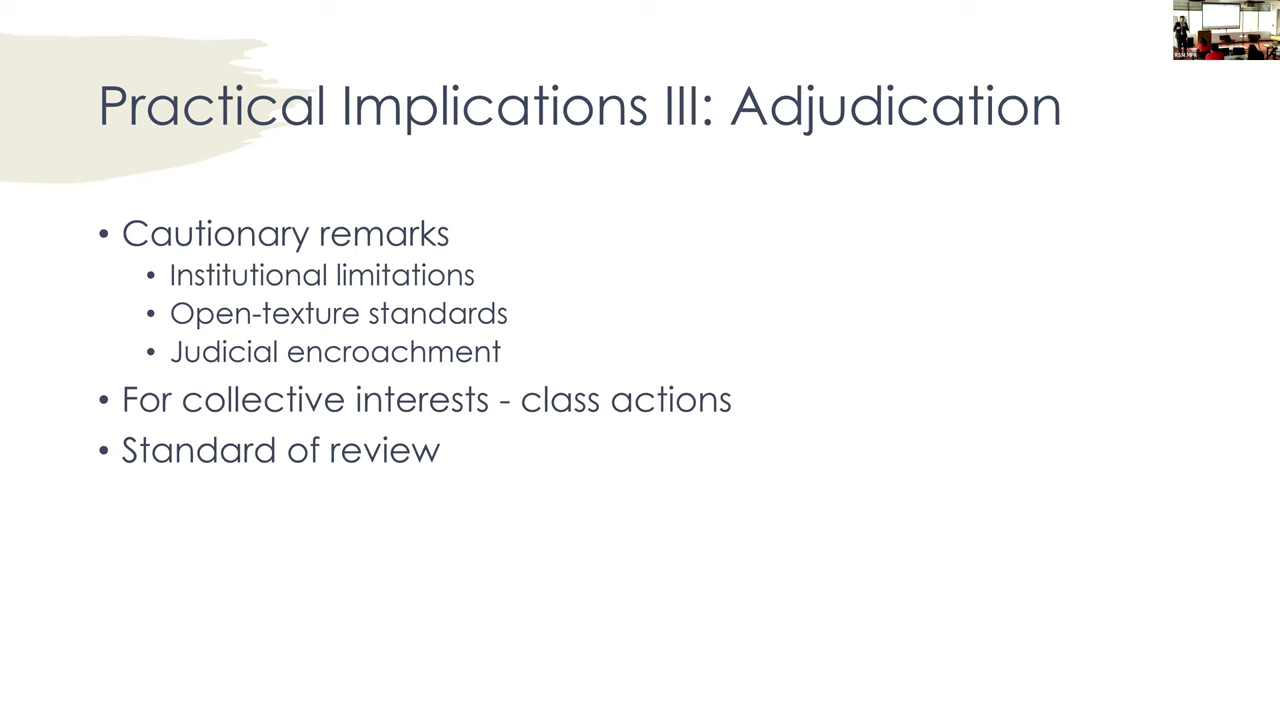 Practical Implications III: Adjudication
• Cautionary remarks
• Institutional limitations
• Open-texture standards
• Judicial encroachment
• For collective interests - class actions
• Standard of review